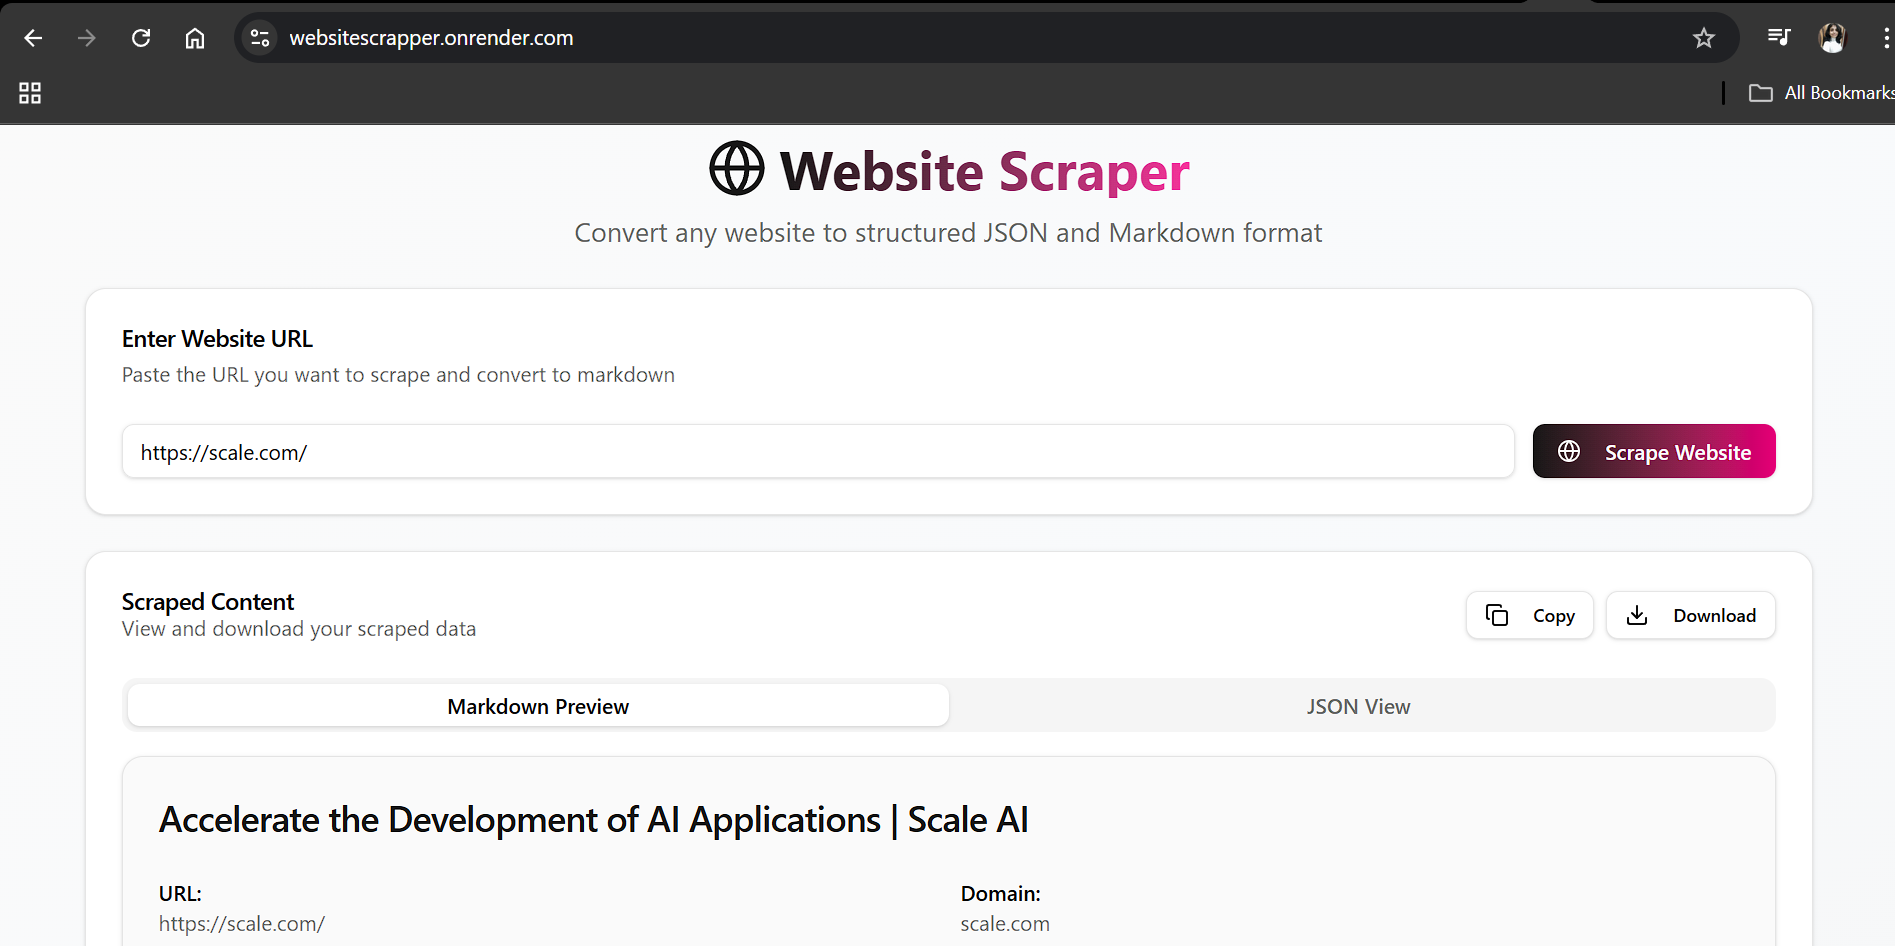 websitescrapper.onrender.com
All Bookmarks
Website Scraper
Convert any website to structured JSON and Markdown format
Enter Website URL
Paste the URL you want to scrape and convert to markdown
https://scale.com/
Scrape Website
Scraped Content
View and download your scraped data
Copy
Download
Markdown Preview
JSON View
Accelerate the Development of AI Applications | Scale AI
URL:
https://scale.com/
Domain:
scale.com